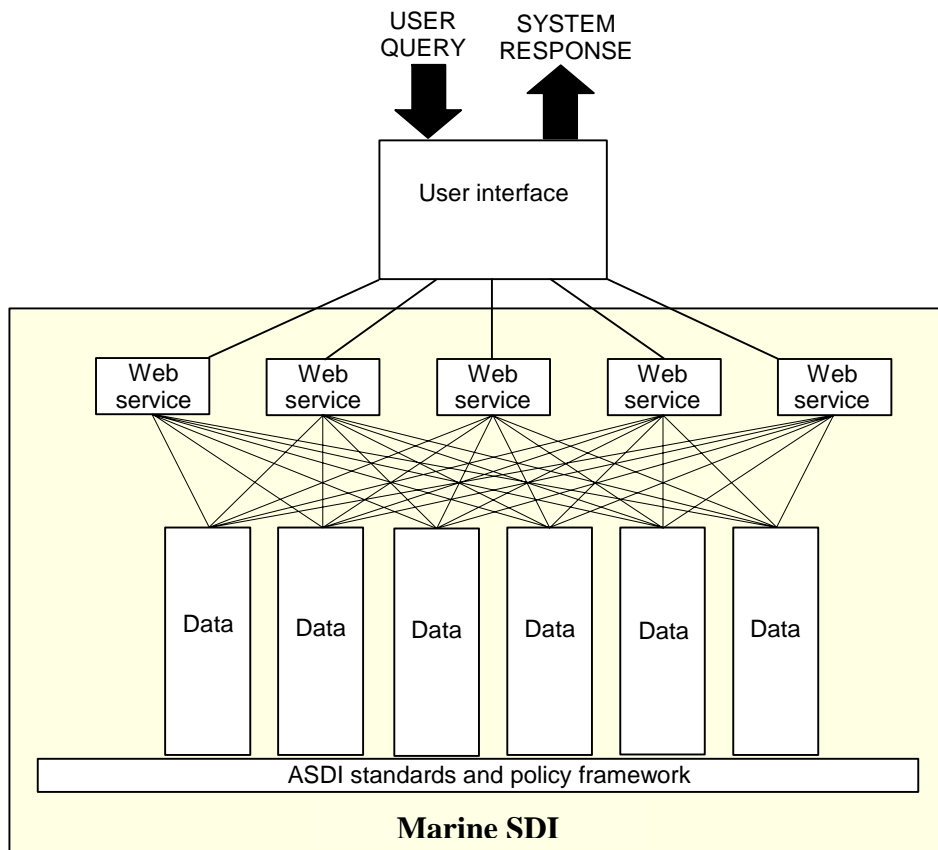 USER
QUERY
SYSTEM
RESPONSE
User interface
Web
service
Web
service
Web
service
Web
service
Web
service
Data
Data
Data
Data
Data
Data
ASDI standards and policy framework
Marine SDI